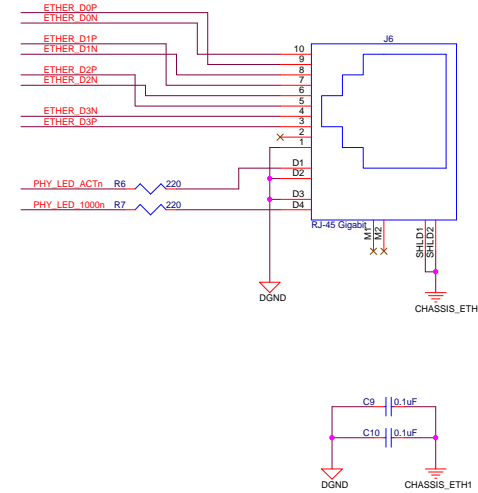 ETHER_D0P
ETHER_D0N
ETHER_D1P
ETHER_D1N
ETHER_D2P
ETHER_D2N
ETHER_D3N
ETHER_D3P
J6
10
9
8
7
6
5
4
3
2
1
D1
D2
D3
D4
PHY_LED_ACTn R6 220
PHY_LED_1000n R7 220
RJ-45 Gigabit
M1
M2
SHLD1
SHLD2
DGND
CHASSIS_ETH
C9 0.1uF
C10 0.1uF
DGND
CHASSIS_ETH1